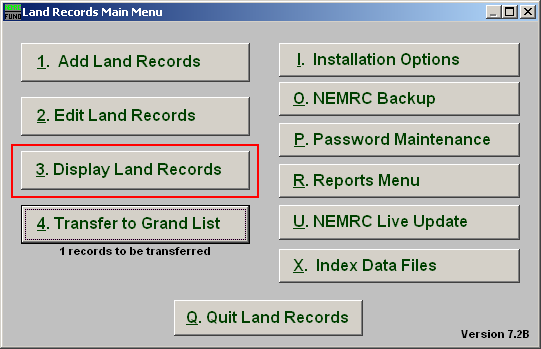 Land Records Main Menu
1. Add Land Records
2. Edit Land Records
3. Display Land Records
4. Transfer to Grand List
1 records to be transferred
I. Installation Options
O. NEMRC Backup
P. Password Maintenance
R. Reports Menu
U. NEMRC Live Update
X. Index Data Files
Q. Quit Land Records
Version 7.2B